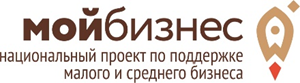 мойбизнес
национальный проект по поддержке
малого и среднего бизнеса